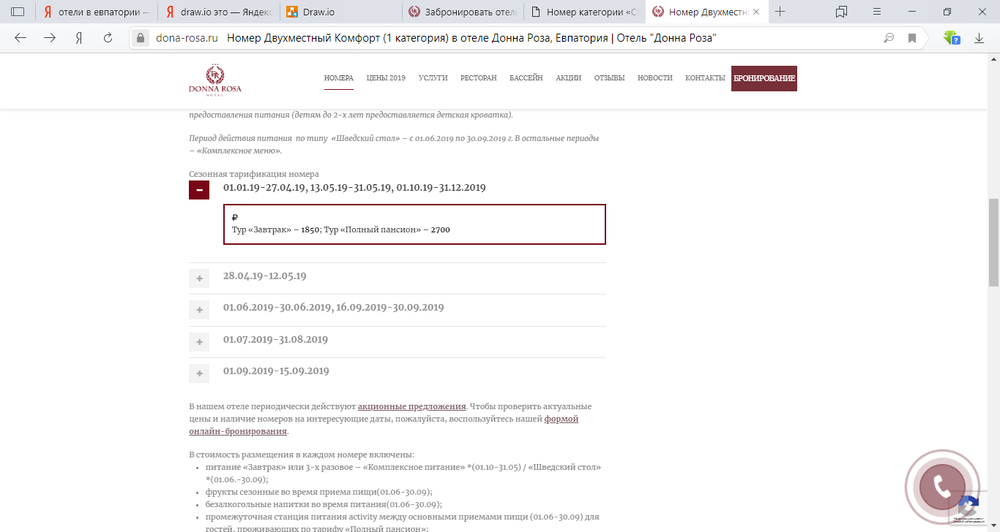 отели в евпатории —
draw.io это — Яндекс
Draw.io
Забронировать отель
Номер категории «Ст
Номер Двухместн
dona-rosa.ru Номер Двухместный Комфорт (1 категория) в отеле Донна Роза, Евпатория | Отель "Донна Роза"
DR
DONNA ROSA
HOTEL
НОМЕРА ЦЕНЫ 2019 УСЛУГИ РЕСТОРАН БАССЕЙН АКЦИИ ОТЗЫВЫ НОВОСТИ КОНТАКТЫ БРОНИРОВАНИЕ
предоставления питания (детям до 2-х лет предоставляется детская кроватка).
Период действия питания по типу «Шведский стол» – с 01.06.2019 по 30.09.2019 г. В остальные периоды
– «Комплексное меню».
Сезонная тарификация номера
01.01.19-27.04.19, 13.05.19-31.05.19, 01.10.19-31.12.2019
₽
Тур «Завтрак» – 1850; Тур «Полный пансион» – 2700
28.04.19-12.05.19
01.06.2019-30.06.2019, 16.09.2019-30.09.2019
01.07.2019-31.08.2019
01.09.2019-15.09.2019
В нашем отеле периодически действуют акционные предложения. Чтобы проверить актуальные
цены и наличие номеров на интересующие даты, пожалуйста, воспользуйтесь нашей формой
онлайн-бронирования.
В стоимость размещения в каждом номере включены:
питание «Завтрак» или 3-х разовое – «Комплексное питание» *(01.10-31.05) / «Шведский стол»
*(01.06.-30.09);
фрукты сезонные во время приема пищи(01.06-30.09);
безалкогольные напитки во время питания(01.06-30.09);
промежуточная станция питания activity между основными приемами пищи (01.06-30.09) для
гостей, проживающих по тарифу «Полный пансион»;